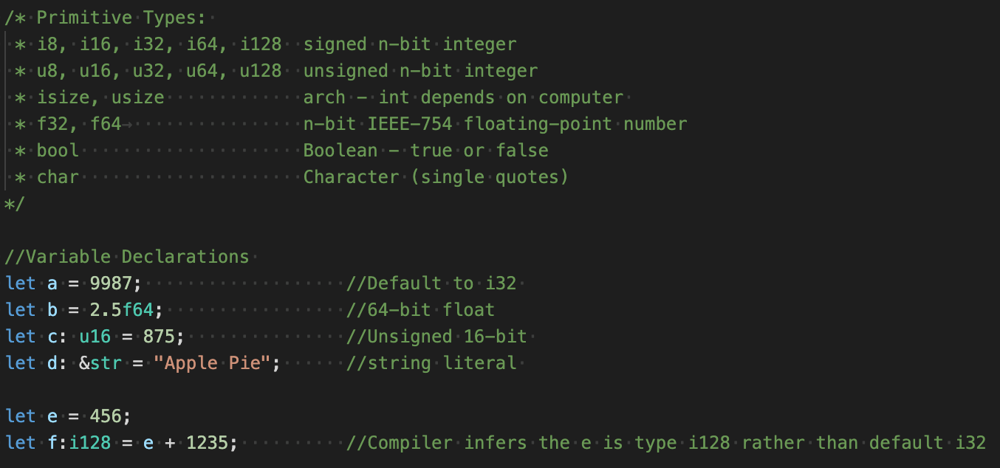 /* Primitive Types:
 * i8, i16, i32, i64, i128  signed n-bit integer
 * u8, u16, u32, u64, u128  unsigned n-bit integer
 * isize, usize             arch - int depends on computer
 * f32, f64                 n-bit IEEE-754 floating-point number
 * bool                     Boolean - true or false
 * char                     Character (single quotes)
*/

//Variable Declarations
let a = 9987;                   //Default to i32
let b = 2.5f64;                 //64-bit float
let c: u16 = 875;               //Unsigned 16-bit
let d: &str = "Apple Pie";      //string literal

let e = 456;
let f:i128 = e + 1235;          //Compiler infers the e is type i128 rather than default i32